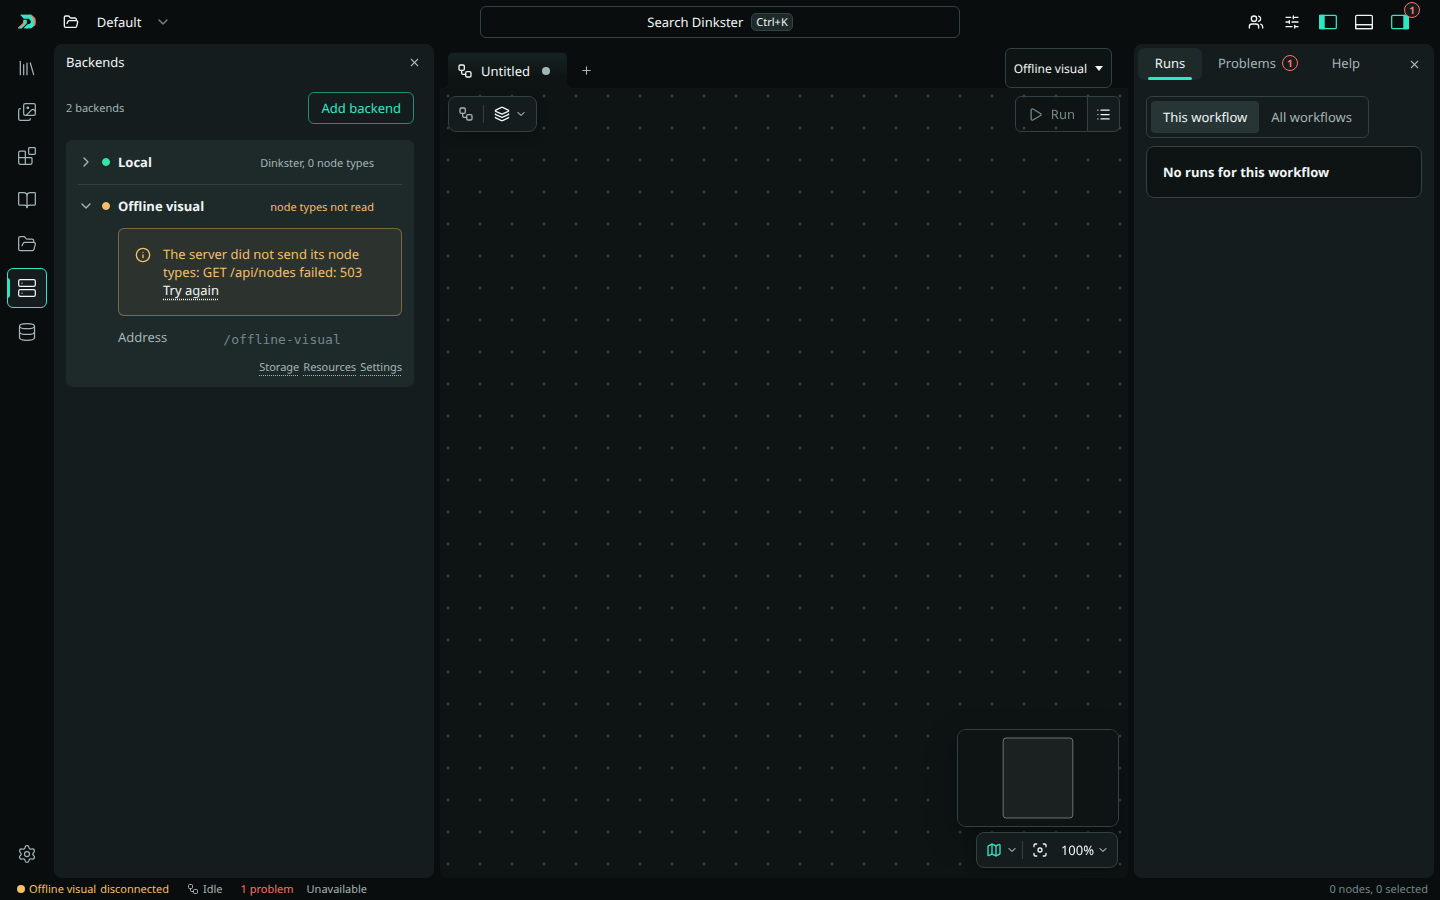 Default
Search Dinkster Ctrl+K
1
Backends
2 backends
Add backend
Local
Dinkster, 0 node types
Offline visual
node types not read
The server did not send its node
types: GET /api/nodes failed: 503
Try again
Address
/offline-visual
Storage Resources Settings
Untitled
Offline visual
Run
100%
Runs
Problems 1
Help
This workflow
All workflows
No runs for this workflow
Offline visual disconnected
Idle
1 problem
Unavailable
0 nodes, 0 selected